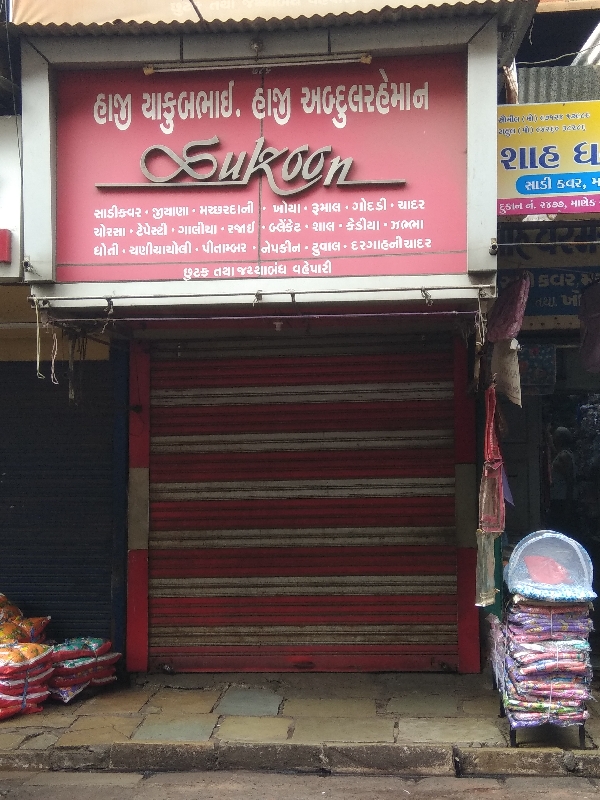 હાજી યાકુબભાઈ. હાજી અબ્દુલરહેમાન
Sukoon
સાડીકવર • જીયાણા • મચ્છરદાની • ખોયા • રૂમાલ • ગોદડી • ચાદર
ચોરસા • ટેપેસ્ટી • ગાલીચા • રજાઈ • બ્લેંકેટ • શાલ • કેડીયા • ઝભ્ભા
ધોતી • ચણીયાચોલી • પીતામ્બર • નેપકીન • ટુવાલ • દરગાહનીચાદર
છુટક તથા જથ્થાબંધ વહેપારી
શાહ
સાડી કવર,
દુકાન નં. ૨૪૭૭, માણેક